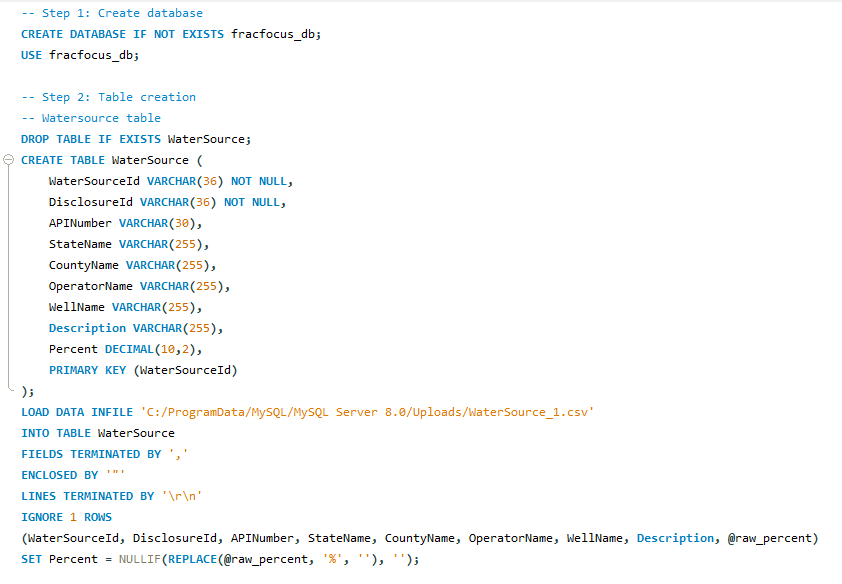 -- Step 1: Create database
CREATE DATABASE IF NOT EXISTS fracfocus_db;
USE fracfocus_db;
-- Step 2: Table creation
-- Watersource table
DROP TABLE IF EXISTS WaterSource;
CREATE TABLE WaterSource (
    WaterSourceId VARCHAR(36) NOT NULL,
    DisclosureId VARCHAR(36) NOT NULL,
    APINumber VARCHAR(30),
    StateName VARCHAR(255),
    CountyName VARCHAR(255),
    OperatorName VARCHAR(255),
    WellName VARCHAR(255),
    Description VARCHAR(255),
    Percent DECIMAL(10,2),
    PRIMARY KEY (WaterSourceId)
);
LOAD DATA INFILE 'C:/ProgramData/MySQL/MySQL Server 8.0/Uploads/WaterSource_1.csv'
INTO TABLE WaterSource
FIELDS TERMINATED BY ','
ENCLOSED BY '"'
LINES TERMINATED BY '\r\n'
IGNORE 1 ROWS
(WaterSourceId, DisclosureId, APINumber, StateName, CountyName, OperatorName, WellName, Description, @raw_percent)
SET Percent = NULLIF(REPLACE(@raw_percent, '%', ''), '');